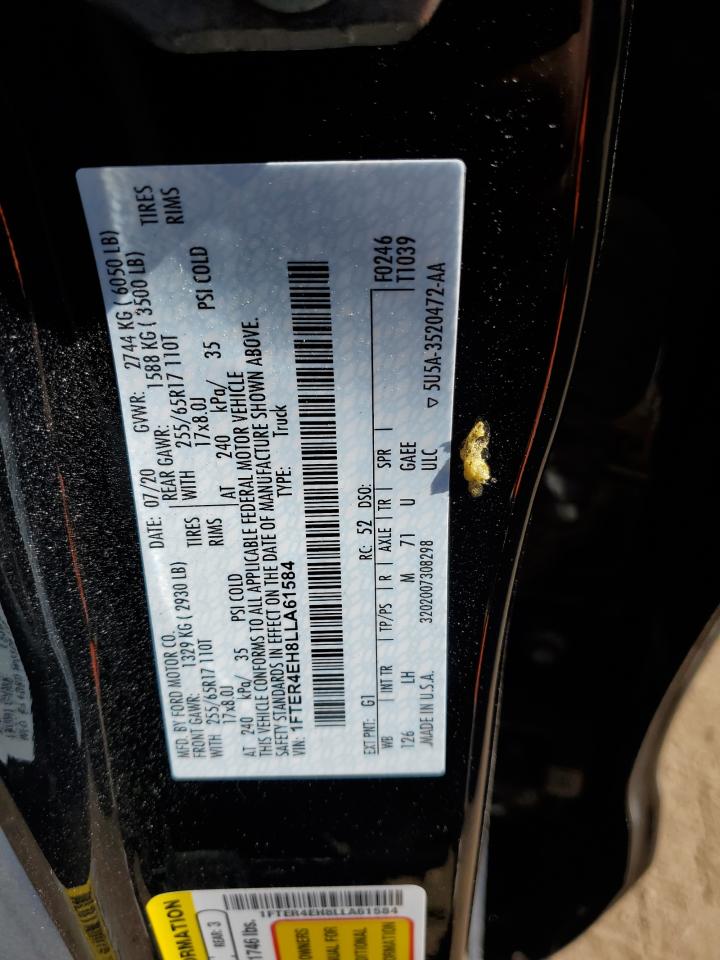 MFD. BY FORD MOTOR CO.
DATE: 07/20
GVWR: 2744 KG ( 6050 LB)
FRONT GAWR: 1329 KG ( 2930 LB)
REAR GAWR: 1588 KG ( 3500 LB)
WITH 255/65R17 110T TIRES
WITH 255/65R17 110T TIRES
17x8.0J RIMS
17x8.0J RIMS
AT 240 kPa/ 35 PSI COLD
AT 240 kPa/ 35 PSI COLD
THIS VEHICLE CONFORMS TO ALL APPLICABLE FEDERAL MOTOR VEHICLE
SAFETY STANDARDS IN EFFECT ON THE DATE OF MANUFACTURE SHOWN ABOVE.
VIN: 1FTER4EH8LLA61584
TYPE: Truck
EXT PNT: G1 RC: 52 DSO: F0246
WB INT TR TP/PS R AXLE TR SPR T1039
126 LH M 71 U GAEE
MADE IN U.S.A. 3202007308298 ULC
▽ 5U5A-3520472-AA
1FTER4EH8LLA61584
REAR: 3
1746 lbs.